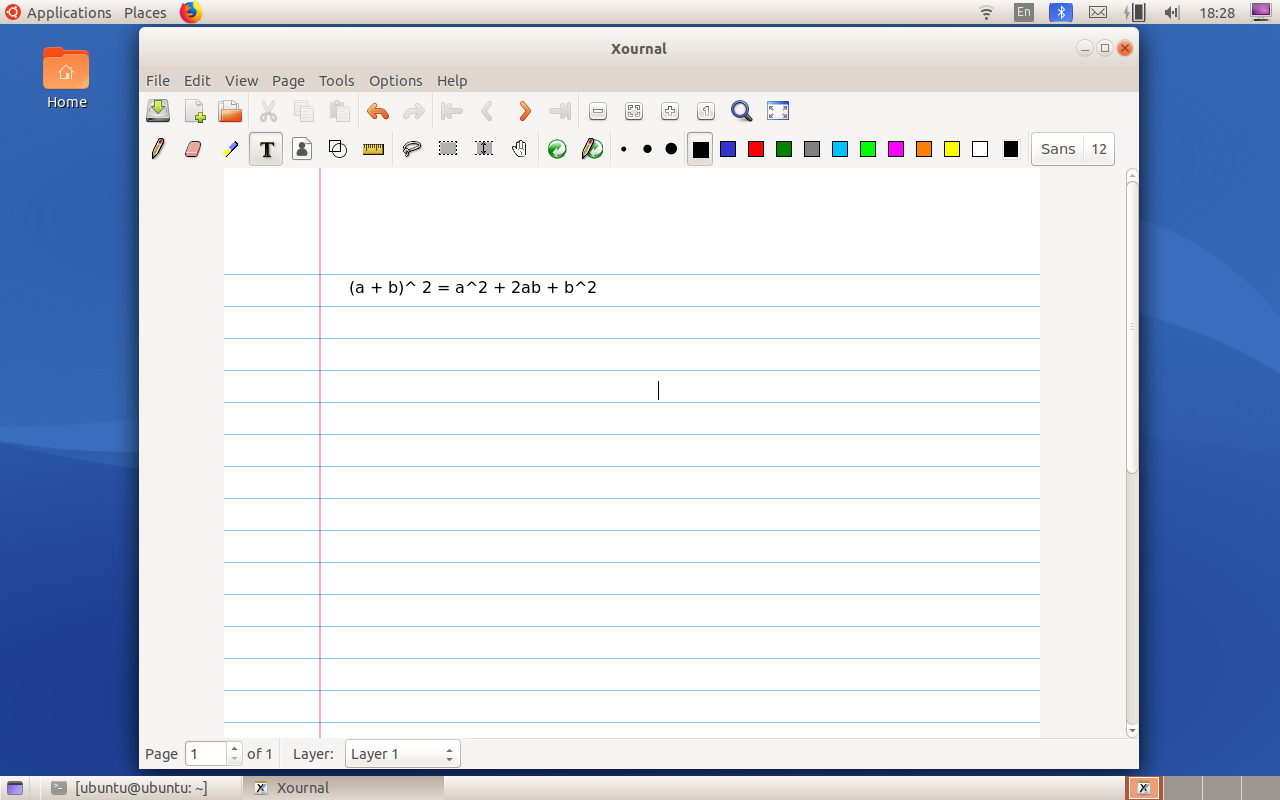 Applications Places En 18:28
Home
Xournal
File Edit View Page Tools Options Help
T Sans 12
(a + b)^ 2 = a^2 + 2ab + b^2
Page 1 of 1 Layer: Layer 1
[ubuntu@ubuntu: ~] Xournal